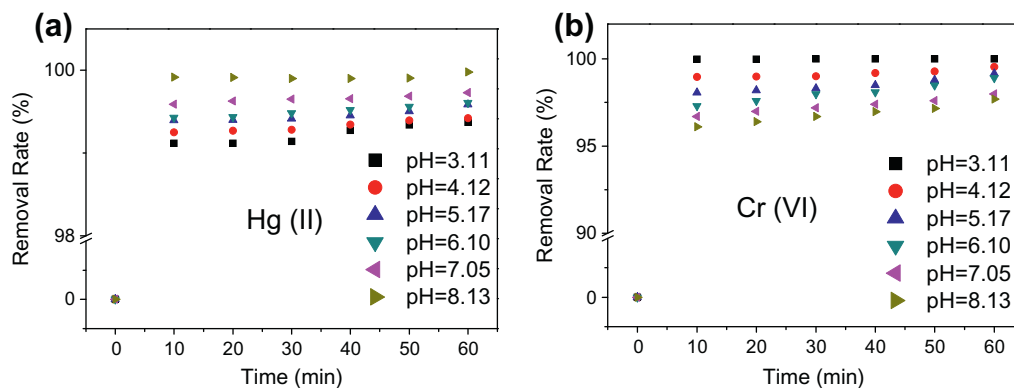 (a)
Removal Rate (%)
100
98
0
Hg (II)
pH=3.11
pH=4.12
pH=5.17
pH=6.10
pH=7.05
pH=8.13
0 10 20 30 40 50 60
Time (min)
(b)
Removal Rate (%)
100
95
90
0
Cr (VI)
pH=3.11
pH=4.12
pH=5.17
pH=6.10
pH=7.05
pH=8.13
0 10 20 30 40 50 60
Time (min)